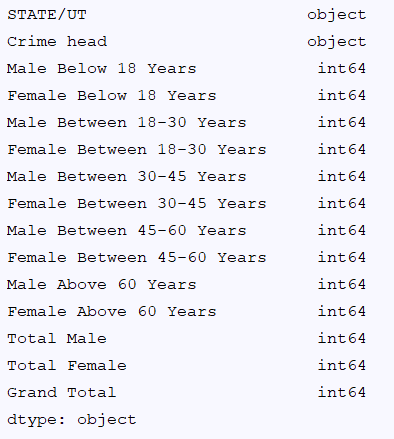 STATE/UT object
Crime head object
Male Below 18 Years int64
Female Below 18 Years int64
Male Between 18-30 Years int64
Female Between 18-30 Years int64
Male Between 30-45 Years int64
Female Between 30-45 Years int64
Male Between 45-60 Years int64
Female Between 45-60 Years int64
Male Above 60 Years int64
Female Above 60 Years int64
Total Male int64
Total Female int64
Grand Total int64
dtype: object